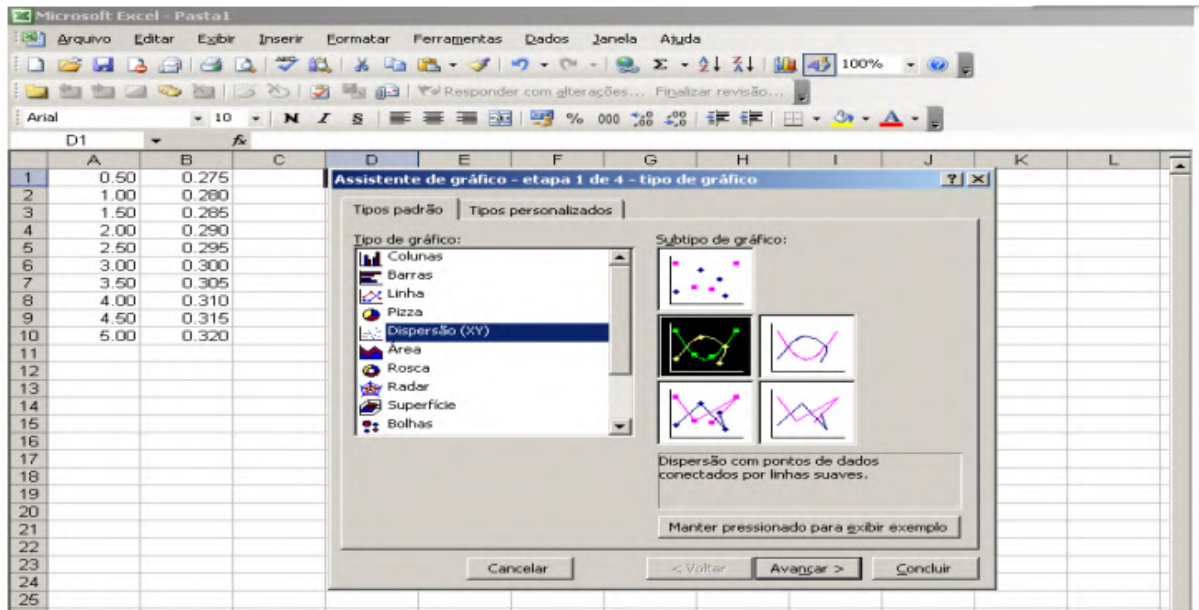 Microsoft Excel - Pasta1
Arquivo Editar Exibir Inserir Formatar Ferramentas Dados Janela Ajuda
100%
Responder com alterações... Finalizar revisão...
Arial 10 N I S % 000
D1 fx
A B C D E F G H I J K L
Assistente de gráfico - etapa 1 de 4 - tipo de gráfico
Tipos padrão Tipos personalizados
Tipo de gráfico: Subtipo de gráfico:
Colunas
Barras
Linha
Pizza
Dispersão (XY)
Área
Rosca
Radar
Superfície
Bolhas
Dispersão com pontos de dados
conectados por linhas suaves.
Manter pressionado para exibir exemplo
Cancelar < Voltar Avançar > Concluir
1 0.50 0.275
2 1.00 0.280
3 1.50 0.285
4 2.00 0.290
5 2.50 0.295
6 3.00 0.300
7 3.50 0.305
8 4.00 0.310
9 4.50 0.315
10 5.00 0.320
11
12
13
14
15
16
17
18
19
20
21
22
23
24
25